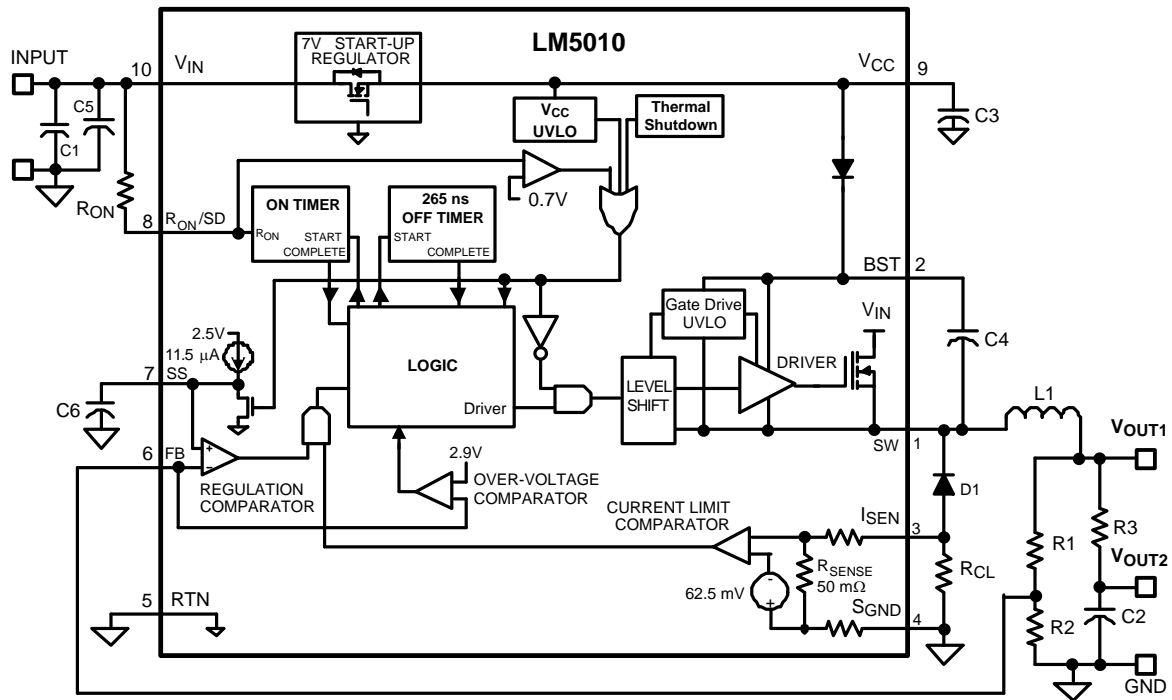 LM5010
INPUT
10
VIN
7V START-UP
REGULATOR
VCC
9
C5
C1
C3
VCC
UVLO
Thermal
Shutdown
0.7V
RON
8
RON/SD
ON TIMER
RON
START
COMPLETE
265 ns
OFF TIMER
START
COMPLETE
BST
2
Gate Drive
UVLO
VIN
C4
2.5V
11.5 µA
7
SS
C6
LOGIC
Driver
LEVEL
SHIFT
DRIVER
L1
VOUT1
SW
1
6
FB
REGULATION
COMPARATOR
2.9V
OVER-VOLTAGE
COMPARATOR
CURRENT LIMIT
COMPARATOR
D1
ISEN
3
R1
R3
RSENSE
50 mΩ
RCL
VOUT2
62.5 mV
SGND
4
R2
C2
5
RTN
GND